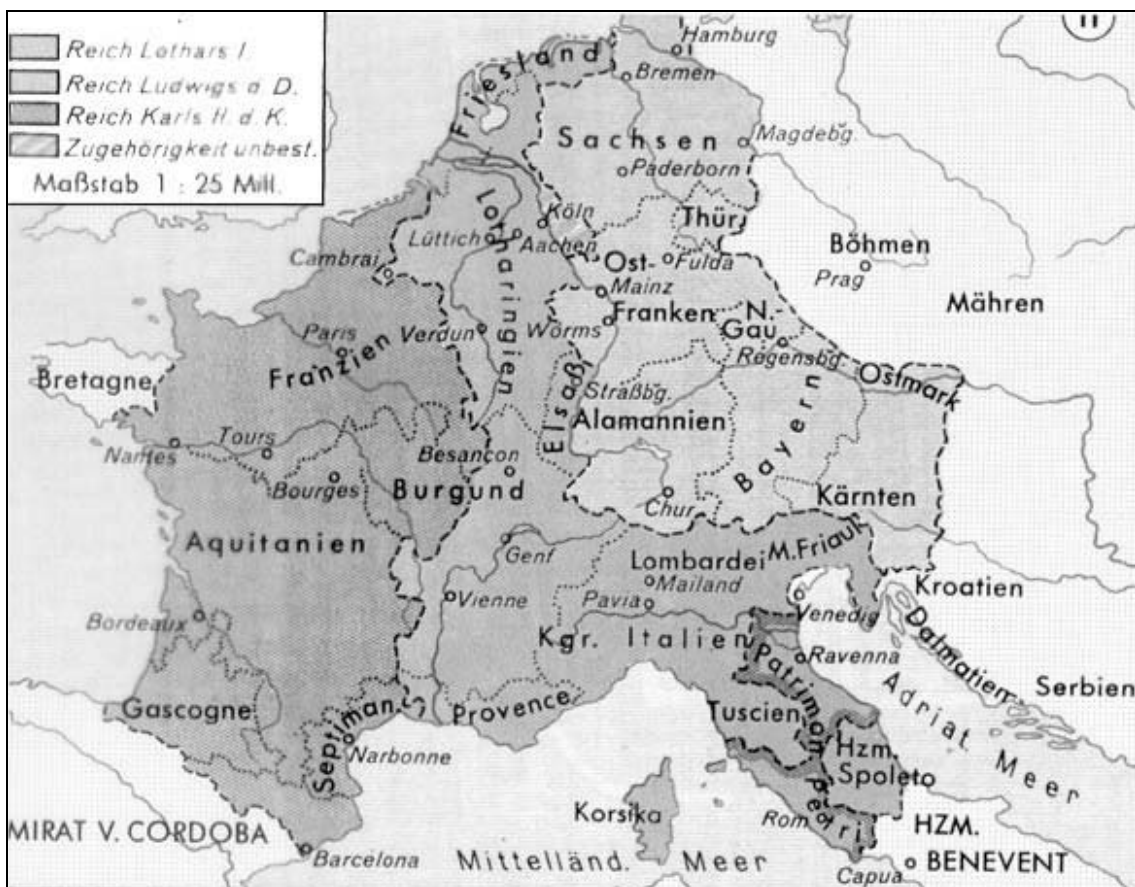 Reich Lothars I.
Reich Ludwigs d. D.
Reich Karls II. d. K.
Zugehörigkeit unbest.
Maßstab 1 : 25 Mill.
Hamburg
Bremen
Friesland
Sachsen
Magdebg.
Paderborn
Köln
Thür.
Lüttich
Aachen
Lotharingien
Böhmen
Prag
Cambrai
Ost-
Fulda
Mainz
Franken
Mähren
N.-
Gau
Paris
Verdun
Worms
Regensbg.
Franzien
Bretagne
Elsaß
Straßbg.
Ostmark
Alamannien
Bayern
Nantes
Tours
Besançon
Bourges
Burgund
Chur
Kärnten
Aquitanien
Genf
Lombardei
M. Friaul
Mailand
Kroatien
Vienne
Pavia
Venedig
Bordeaux
Kgr. Italien
Ravenna
Dalmatien
Patrimon. Petri
Serbien
Gascogne
Septiman.
Provence
Tuscien
Adriat. Meer
Narbonne
Hzm.
Spoleto
Korsika
Rom
MIRAT V. CORDOBA
HZM.
BENEVENT
Barcelona
Mittelländ. Meer
Capua